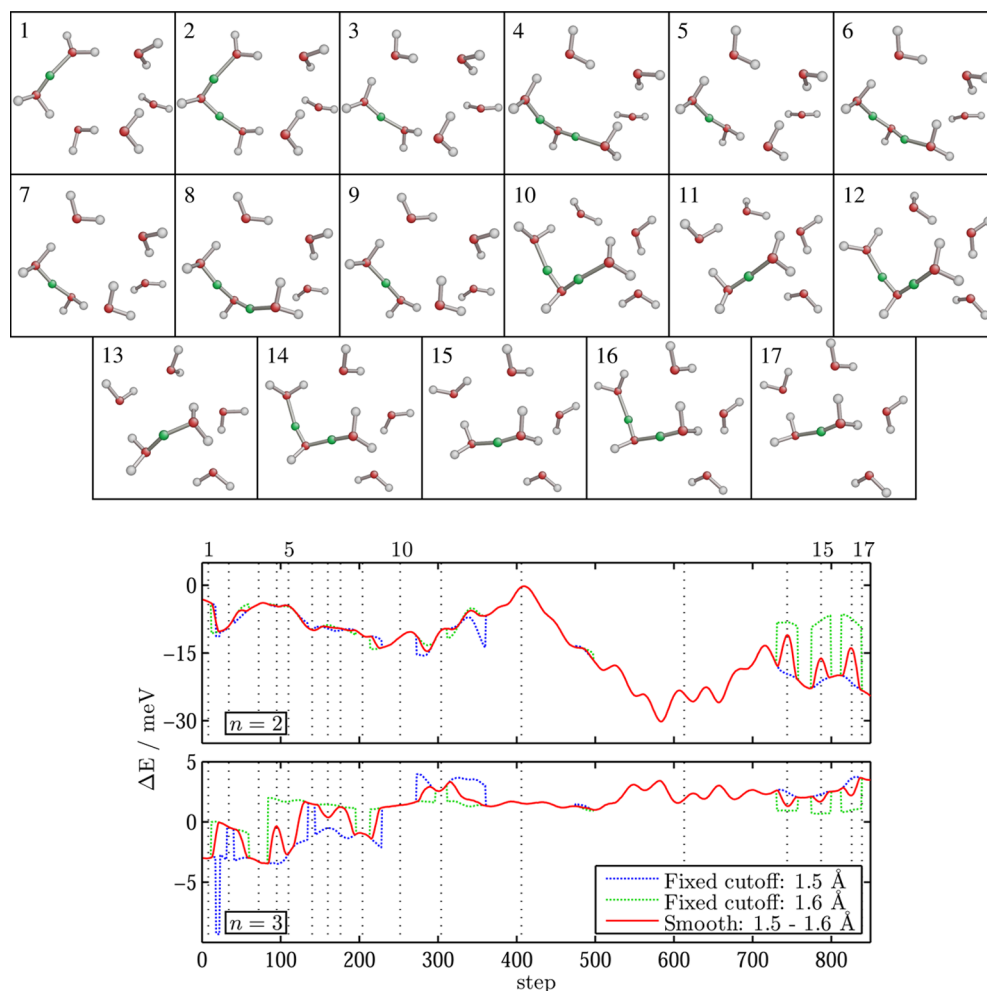 1 2 3 4 5 6
7 8 9 10 11 12
13 14 15 16 17
1 5 10 15 17
0
−15
−30
n = 2
ΔE / meV
5
0
−5
n = 3
Fixed cutoff: 1.5 Å
Fixed cutoff: 1.6 Å
Smooth: 1.5 - 1.6 Å
0 100 200 300 400 500 600 700 800
step